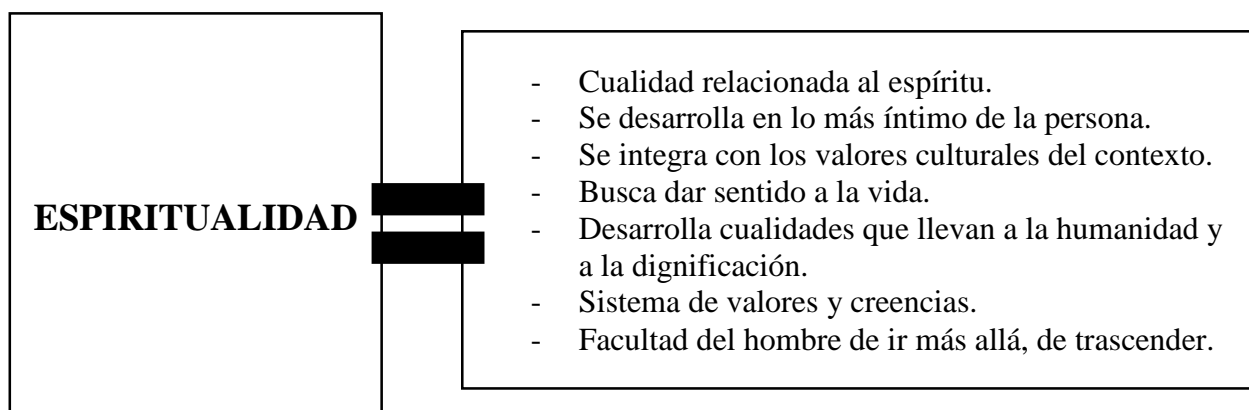 ESPIRITUALIDAD
- Cualidad relacionada al espíritu.
- Se desarrolla en lo más íntimo de la persona.
- Se integra con los valores culturales del contexto.
- Busca dar sentido a la vida.
- Desarrolla cualidades que llevan a la humanidad y
a la dignificación.
- Sistema de valores y creencias.
- Facultad del hombre de ir más allá, de trascender.